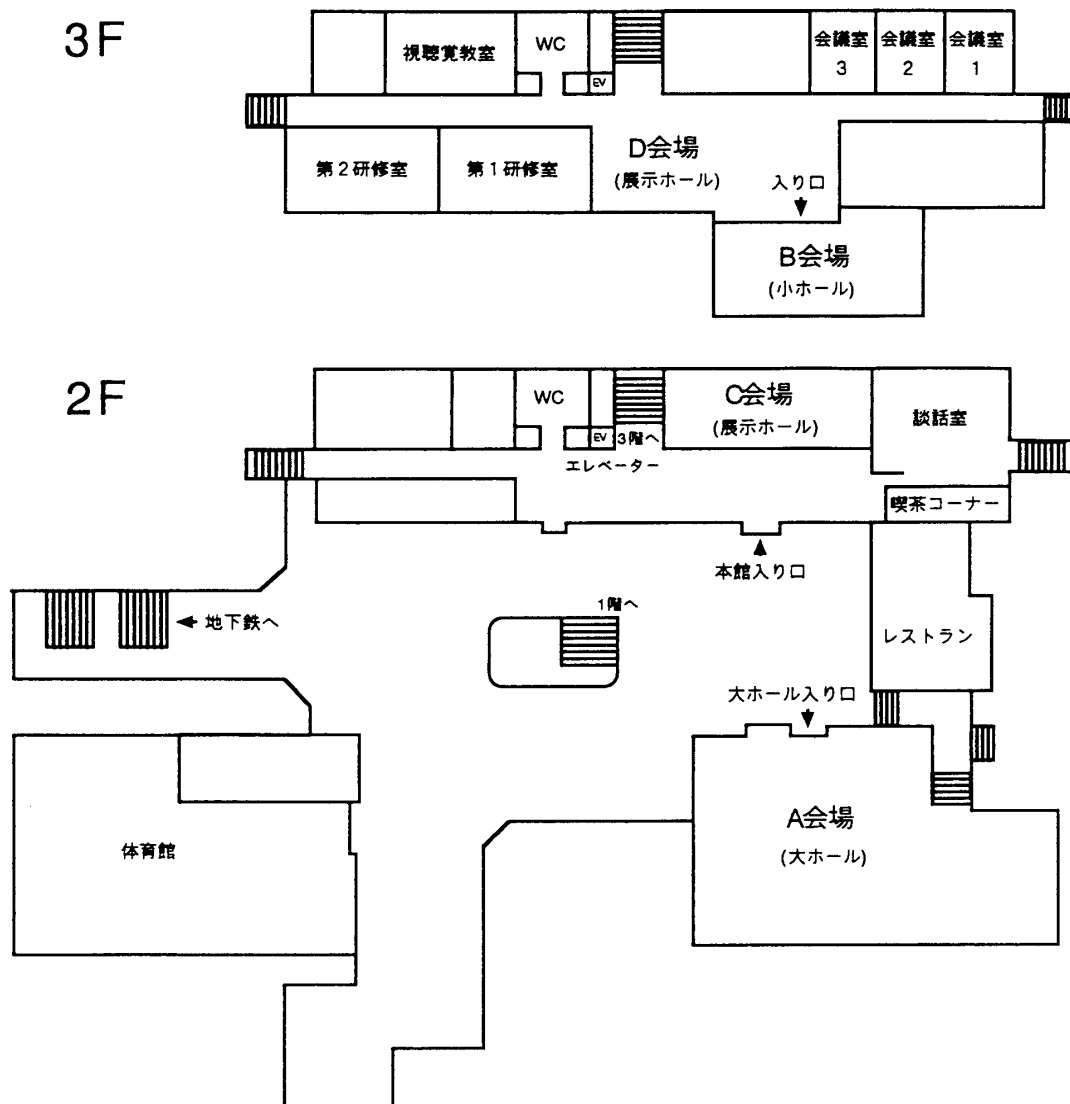 3F
視聴覚教室
WC
EV
会議室
3
会議室
2
会議室
1
第2研修室
第1研修室
D会場
(展示ホール)
入り口
B会場
(小ホール)
2F
WC
EV
3階へ
エレベーター
C会場
(展示ホール)
談話室
喫茶コーナー
本館入り口
地下鉄へ
1階へ
レストラン
大ホール入り口
体育館
A会場
(大ホール)